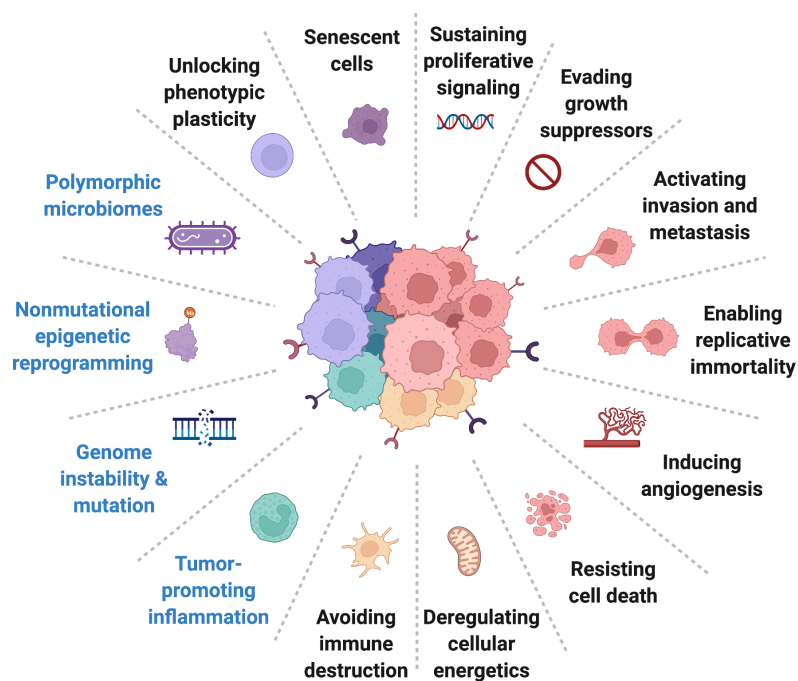 Senescent
cells
Sustaining
proliferative
signaling
Evading
growth
suppressors
Activating
invasion and
metastasis
Enabling
replicative
immortality
Inducing
angiogenesis
Resisting
cell death
Deregulating
cellular
energetics
Avoiding
immune
destruction
Tumor-
promoting
inflammation
Genome
instability &
mutation
Nonmutational
epigenetic
reprogramming
Me
Polymorphic
microbiomes
Unlocking
phenotypic
plasticity